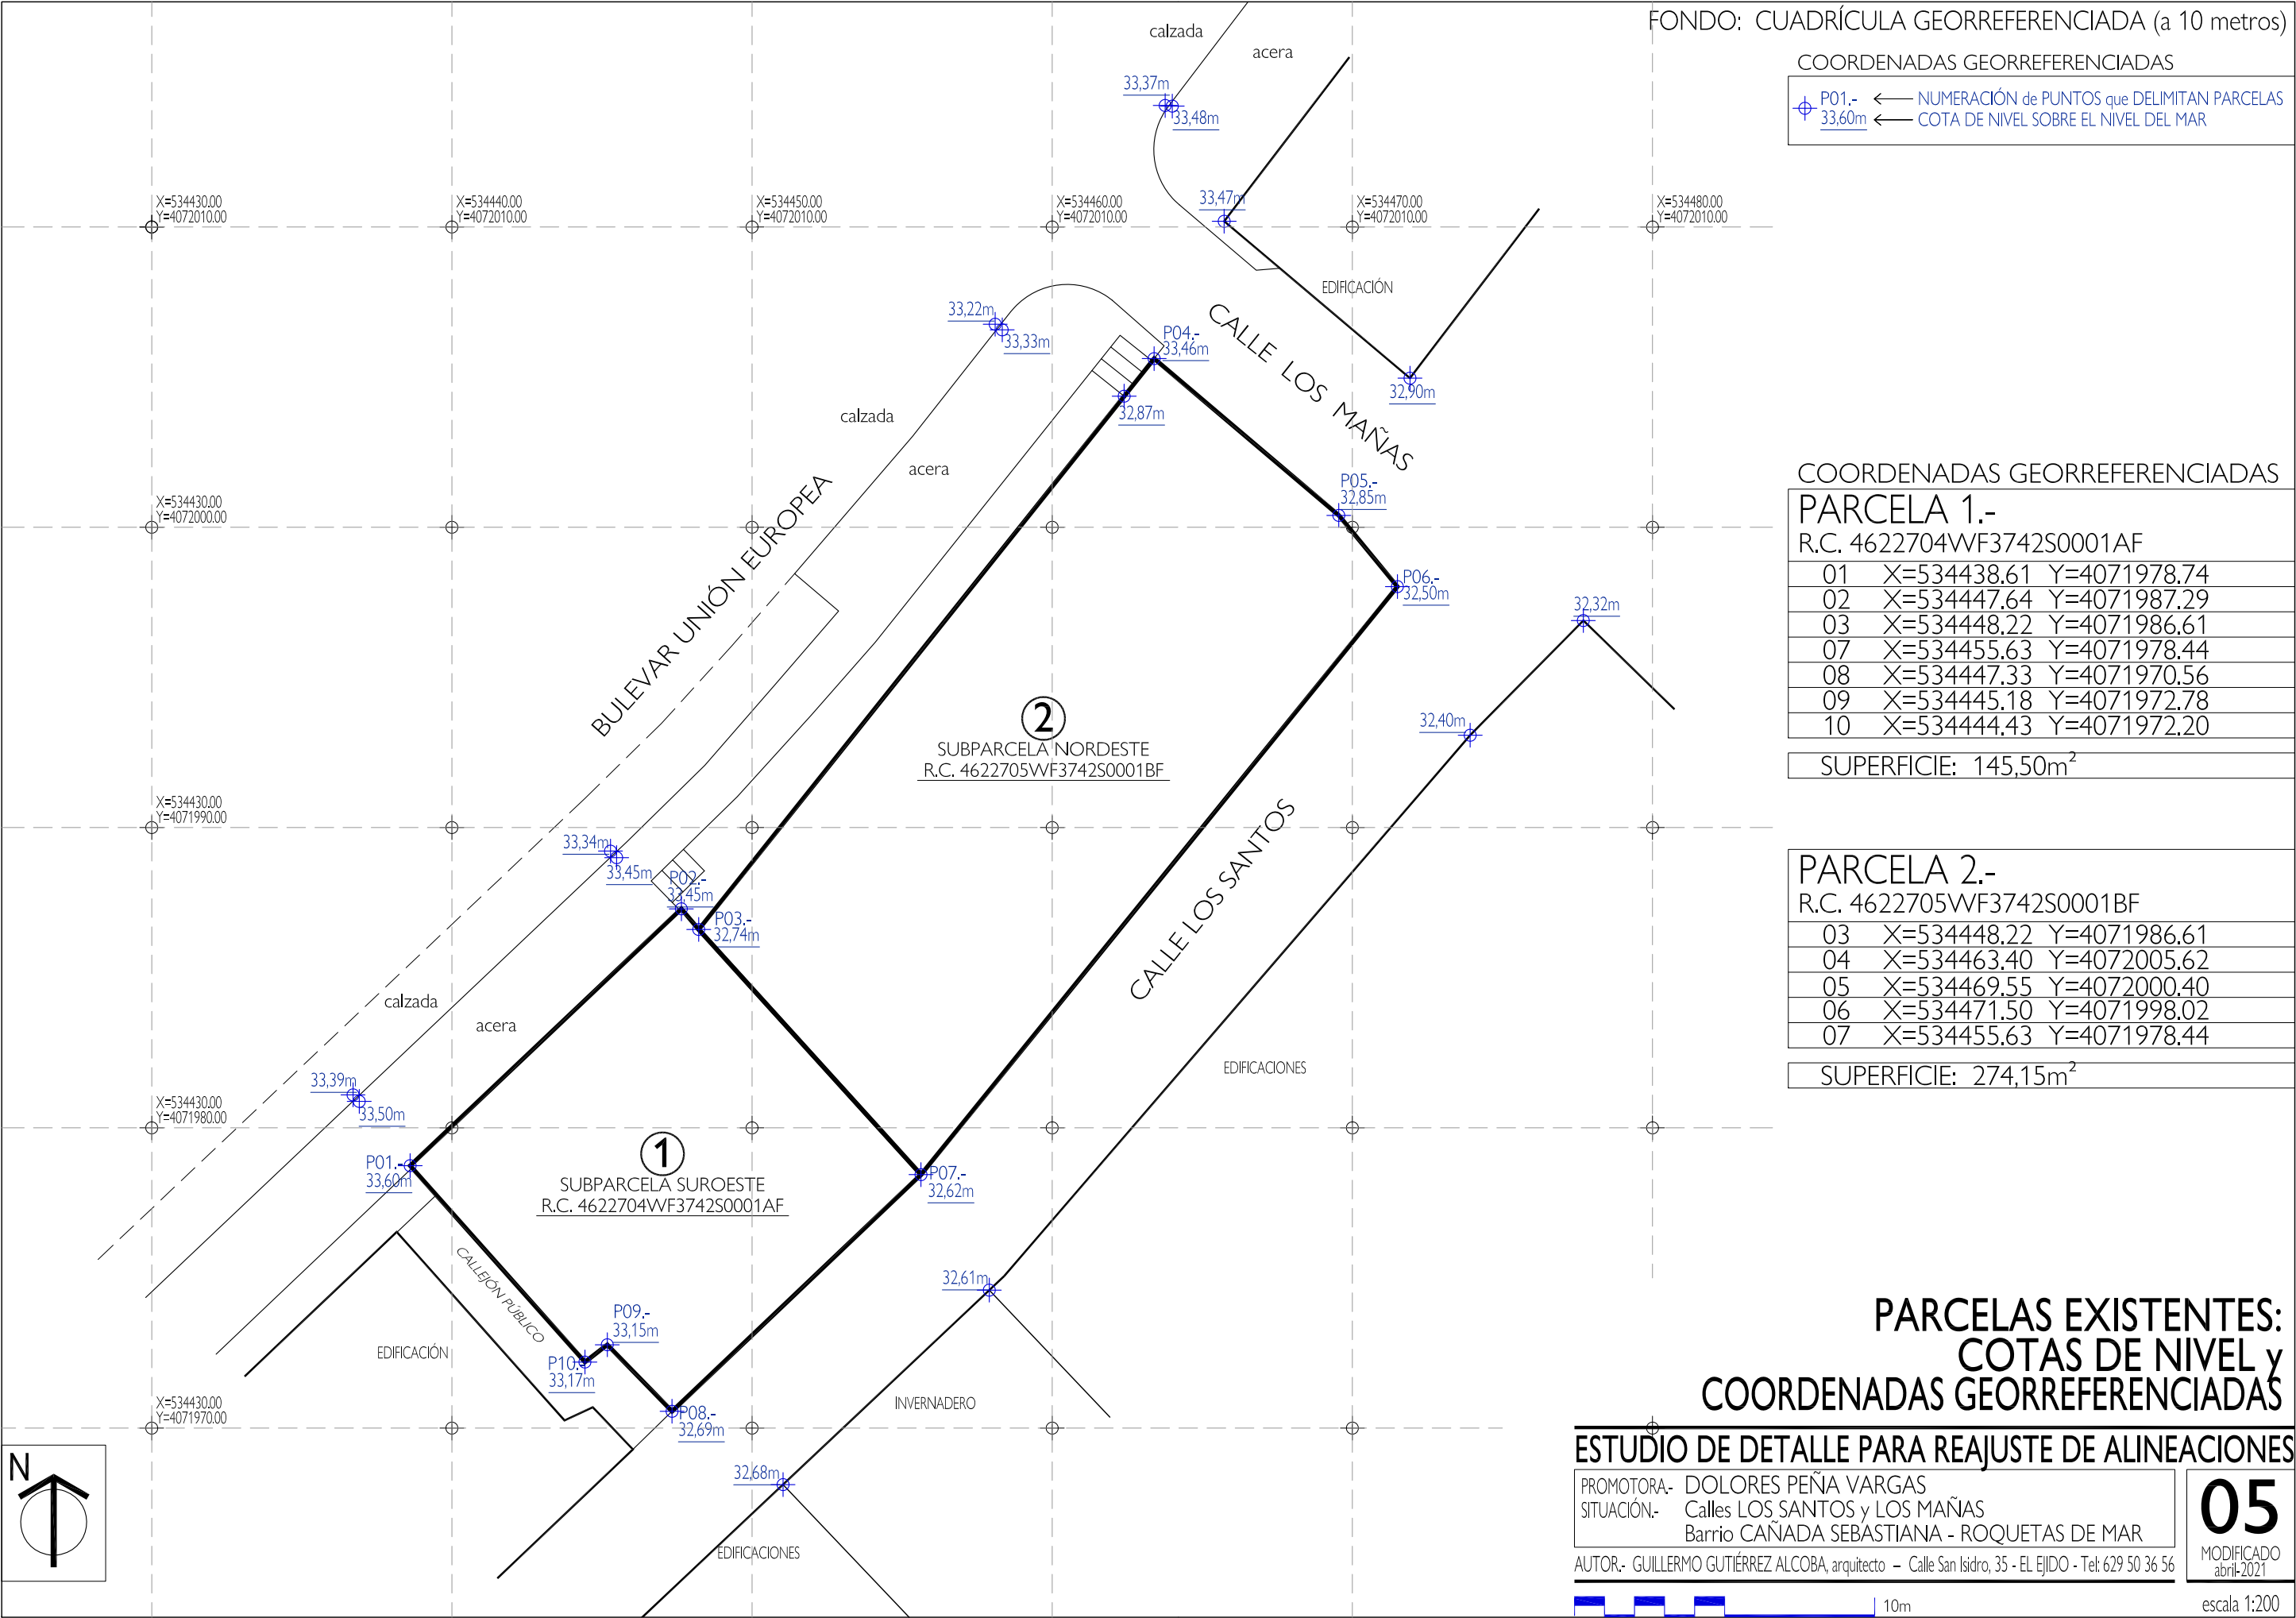 FONDO: CUADRÍCULA GEORREFERENCIADA (a 10 metros)
COORDENADAS GEORREFERENCIADAS
P01.- NUMERACIÓN de PUNTOS que DELIMITAN PARCELAS
33,60m COTA DE NIVEL SOBRE EL NIVEL DEL MAR
calzada
acera
33,37m
33,48m
33,47m
X=534430.00
Y=4072010.00
X=534440.00
Y=4072010.00
X=534450.00
Y=4072010.00
X=534460.00
Y=4072010.00
X=534470.00
Y=4072010.00
X=534480.00
Y=4072010.00
EDIFICACIÓN
33,22m
33,33m
P04.-
33,46m
32,87m
CALLE LOS MAÑAS
32,90m
calzada
acera
BULEVAR UNIÓN EUROPEA
P05.-
32,85m
X=534430.00
Y=4072000.00
P06.-
32,50m
32,32m
32,40m
2
SUBPARCELA NORDESTE
R.C. 4622705WF3742S0001BF
X=534430.00
Y=4071990.00
33,34m
33,45m
P02.-
33,45m
P03.-
32,74m
CALLE LOS SANTOS
calzada
acera
EDIFICACIONES
33,39m
33,50m
X=534430.00
Y=4071980.00
P01.-
33,60m
1
SUBPARCELA SUROESTE
R.C. 4622704WF3742S0001AF
P07.-
32,62m
CALLEJÓN PÚBLICO
32,61m
P09.-
33,15m
EDIFICACIÓN
P10.-
33,17m
X=534430.00
Y=4071970.00
P08.-
32,69m
INVERNADERO
32,68m
EDIFICACIONES
N
COORDENADAS GEORREFERENCIADAS
PARCELA 1.-
R.C. 4622704WF3742S0001AF
01 X=534438.61 Y=4071978.74
02 X=534447.64 Y=4071987.29
03 X=534448.22 Y=4071986.61
07 X=534455.63 Y=4071978.44
08 X=534447.33 Y=4071970.56
09 X=534445.18 Y=4071972.78
10 X=534444.43 Y=4071972.20
SUPERFICIE: 145,50m²
PARCELA 2.-
R.C. 4622705WF3742S0001BF
03 X=534448.22 Y=4071986.61
04 X=534463.40 Y=4072005.62
05 X=534469.55 Y=4072000.40
06 X=534471.50 Y=4071998.02
07 X=534455.63 Y=4071978.44
SUPERFICIE: 274,15m²
PARCELAS EXISTENTES:
COTAS DE NIVEL y
COORDENADAS GEORREFERENCIADAS
ESTUDIO DE DETALLE PARA REAJUSTE DE ALINEACIONES
PROMOTORA.- DOLORES PEÑA VARGAS
SITUACIÓN.- Calles LOS SANTOS y LOS MAÑAS
Barrio CAÑADA SEBASTIANA - ROQUETAS DE MAR
AUTOR.- GUILLERMO GUTIÉRREZ ALCOBA, arquitecto – Calle San Isidro, 35 - EL EJIDO - Tel: 629 50 36 56
05
MODIFICADO
abril-2021
10m
escala 1:200